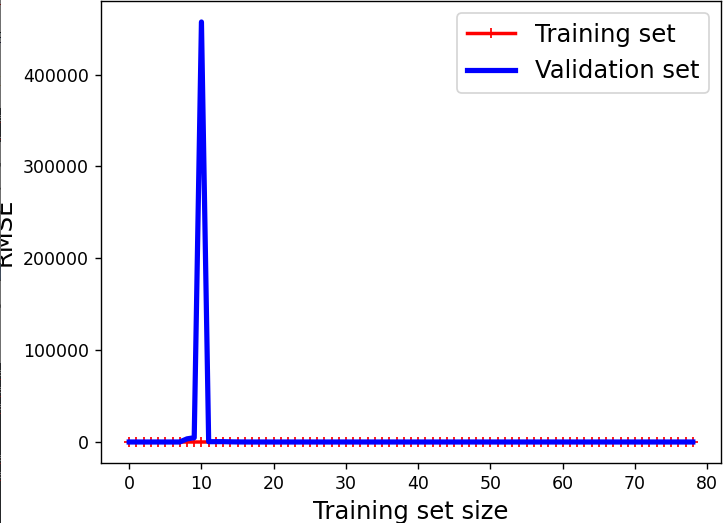 Training set
Validation set
400000
300000
200000
100000
0
RMSE
0 10 20 30 40 50 60 70 80
Training set size